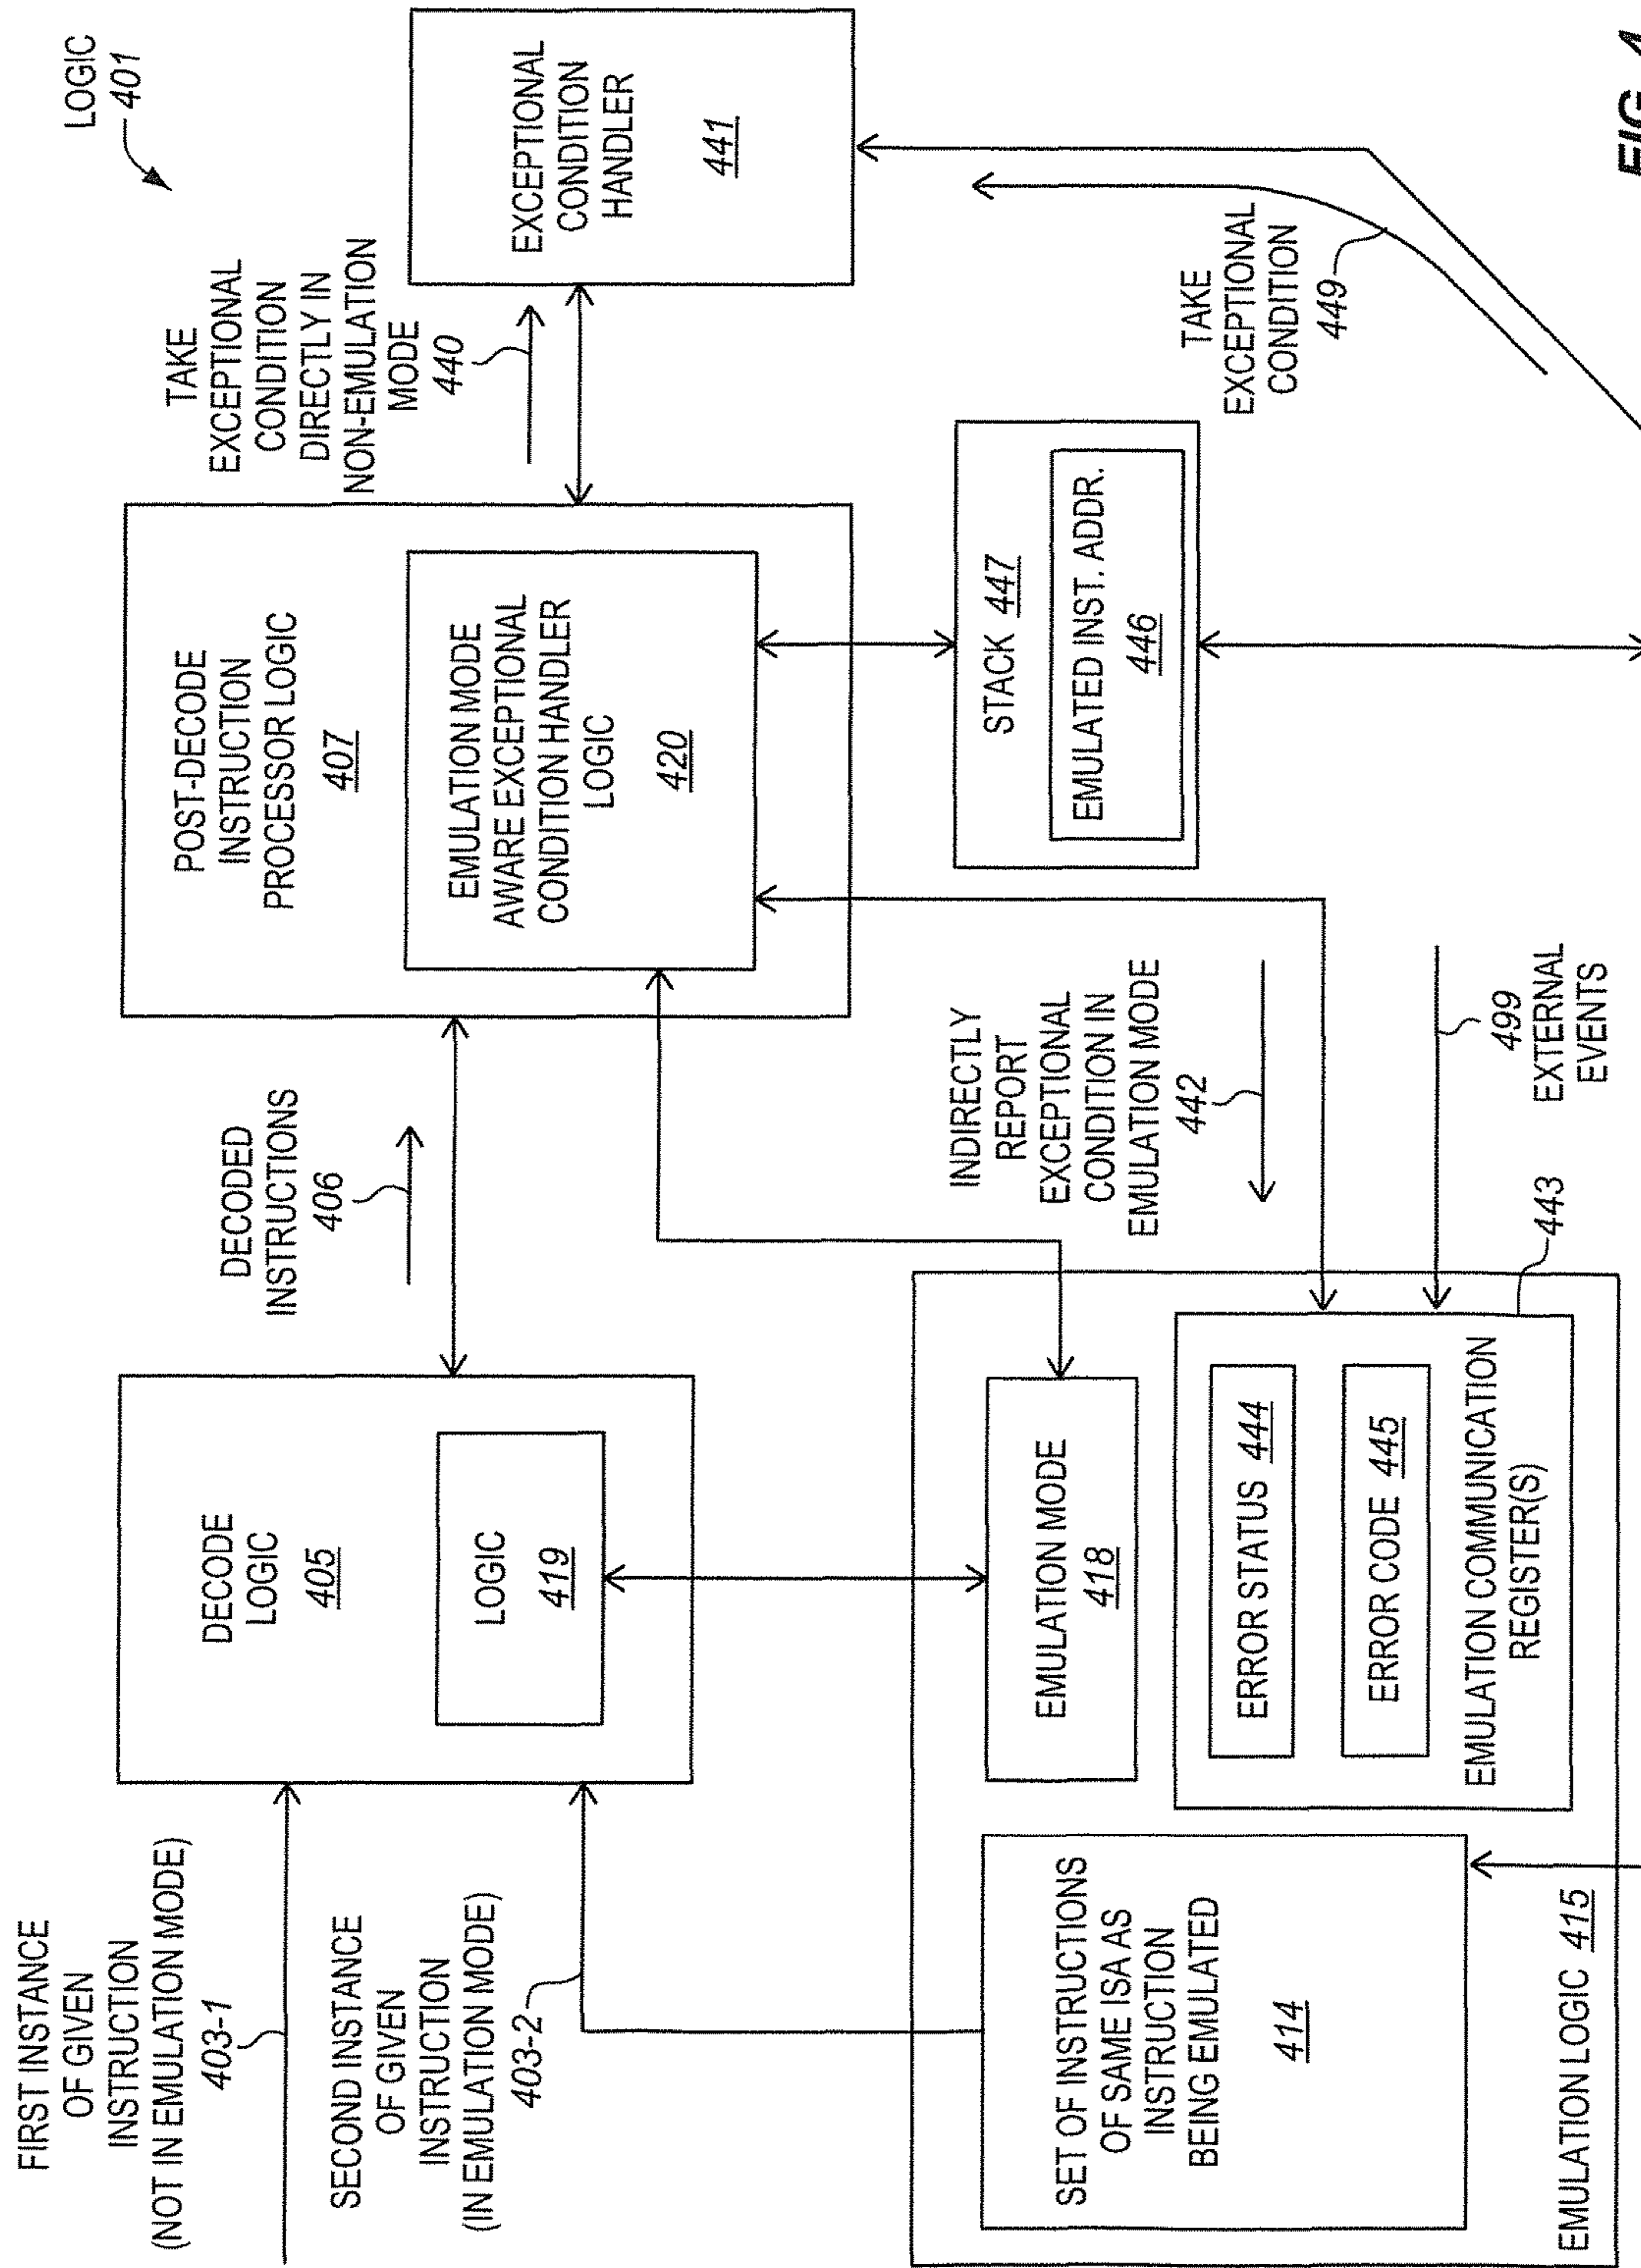 LOGIC
401
FIRST INSTANCE
OF GIVEN
INSTRUCTION
(NOT IN EMULATION MODE)
403-1
SECOND INSTANCE
OF GIVEN
INSTRUCTION
(IN EMULATION MODE)
403-2
DECODE
LOGIC
405
LOGIC
419
DECODED
INSTRUCTIONS
406
POST-DECODE
INSTRUCTION
PROCESSOR LOGIC
407
EMULATION MODE
AWARE EXCEPTIONAL
CONDITION HANDLER
LOGIC
420
TAKE
EXCEPTIONAL
CONDITION
DIRECTLY IN
NON-EMULATION
MODE
440
EXCEPTIONAL
CONDITION
HANDLER
441
SET OF INSTRUCTIONS
OF SAME ISA AS
INSTRUCTION
BEING EMULATED
414
EMULATION LOGIC 415
EMULATION MODE
418
ERROR STATUS 444
ERROR CODE 445
EMULATION COMMUNICATION
REGISTER(S)
443
INDIRECTLY
REPORT
EXCEPTIONAL
CONDITION IN
EMULATION MODE
442
499
EXTERNAL
EVENTS
STACK 447
EMULATED INST. ADDR.
446
TAKE
EXCEPTIONAL
CONDITION
449
FIG. 4